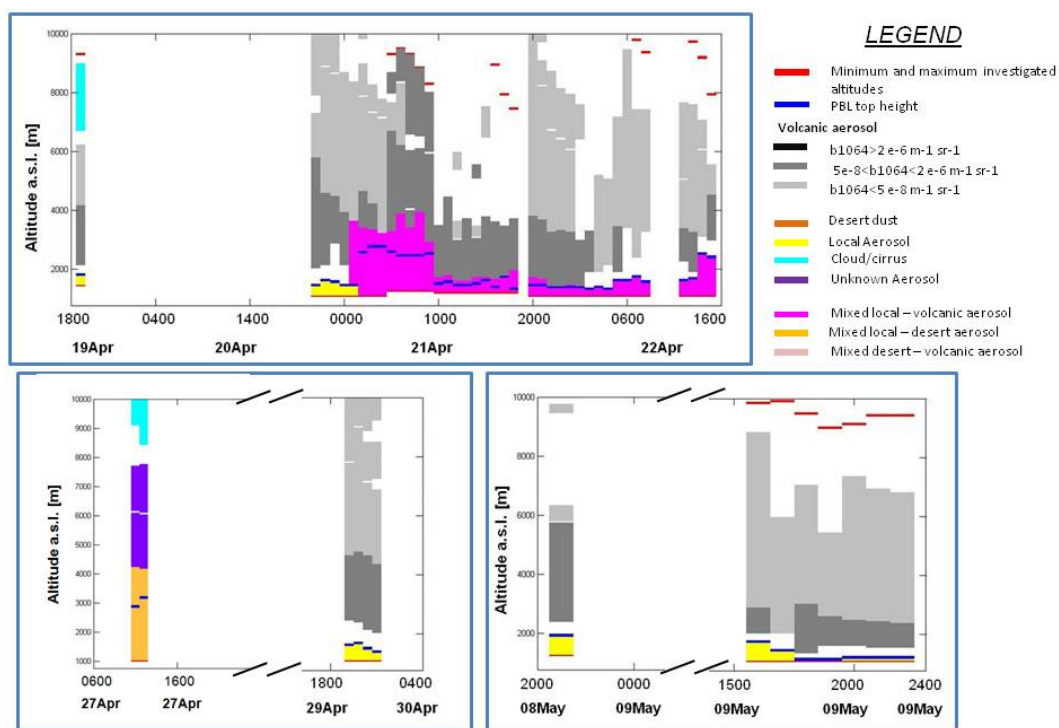 LEGEND
Minimum and maximum investigated
altitudes
PBL top height
Volcanic aerosol
b1064>2 e-6 m-1 sr-1
5e-8<b1064<2 e-6 m-1 sr-1
b1064<5 e-8 m-1 sr-1
Desert dust
Local Aerosol
Cloud/cirrus
Unknown Aerosol
Mixed local – volcanic aerosol
Mixed local – desert aerosol
Mixed desert – volcanic aerosol
Altitude a.s.l. [m]
10000
8000
6000
4000
2000
1800 0400 1400 0000 1000 2000 0600 1600
19Apr 20Apr 21Apr 22Apr
Altitude a.s.l. [m]
10000
9000
8000
7000
6000
5000
4000
3000
2000
1000
0600 1600 1800 0400
27Apr 27Apr 29Apr 30Apr
Altitude a.s.l. [m]
10000
8000
6000
4000
2000
2000 0000 1500 2000 2400
08May 09May 09May 09May 09May